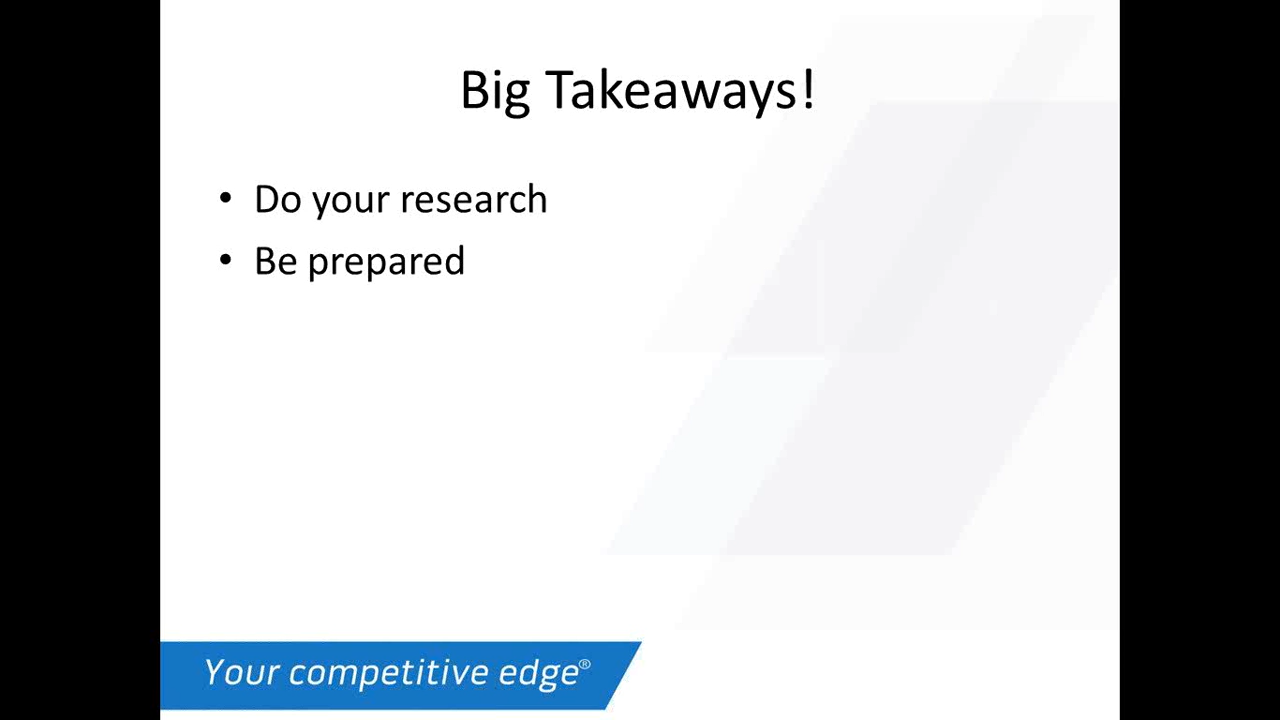 Big Takeaways!
• Do your research
• Be prepared
Your competitive edge®